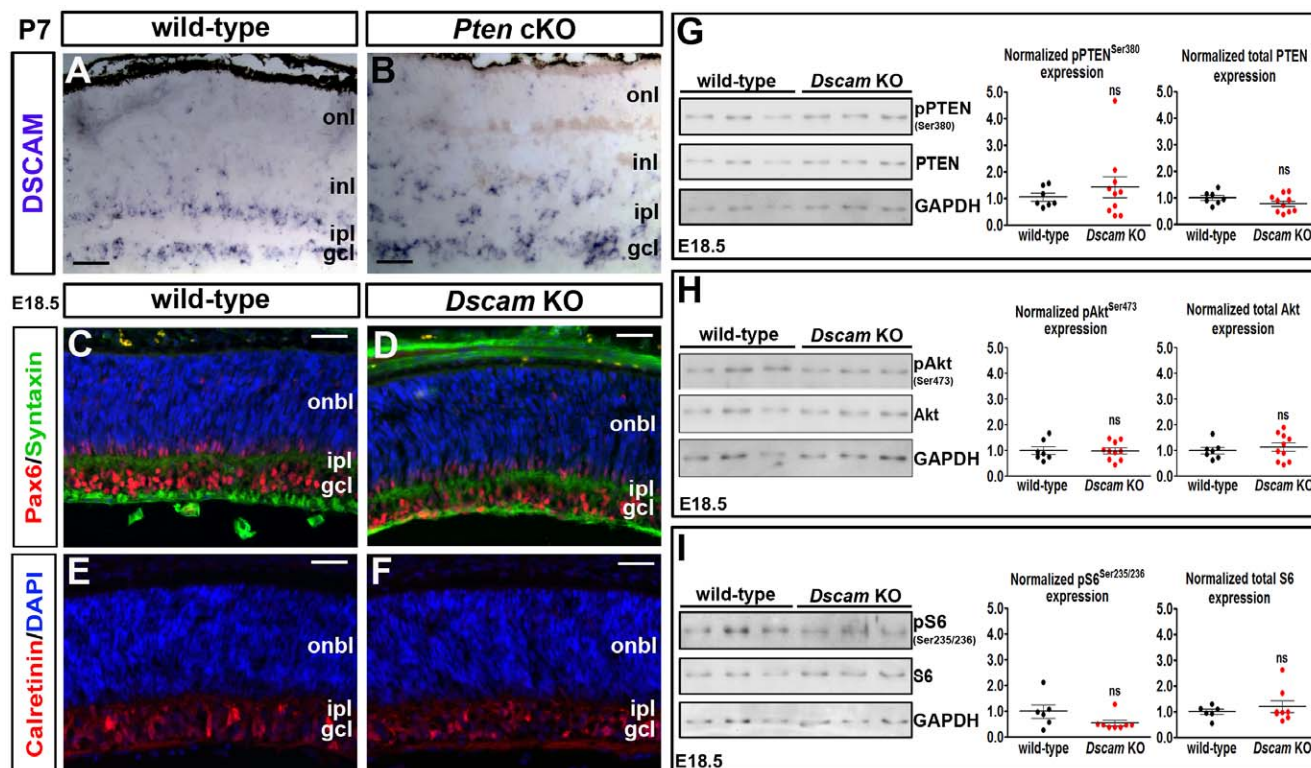 P7
wild-type
Pten cKO
DSCAM
A
onl
inl
ipl
gcl
B
onl
inl
ipl
gcl
E18.5
wild-type
Dscam KO
Pax6/Syntaxin
C
onbl
ipl
gcl
D
onbl
ipl
gcl
Calretinin/DAPI
E
onbl
ipl
gcl
F
onbl
ipl
gcl
G
wild-type
Dscam KO
pPTEN
(Ser380)
PTEN
GAPDH
E18.5
Normalized pPTEN^Ser380
expression
ns
5.0
4.0
3.0
2.0
1.0
0.0
wild-type
Dscam KO
Normalized total PTEN
expression
ns
5.0
4.0
3.0
2.0
1.0
0.0
wild-type
Dscam KO
H
wild-type
Dscam KO
pAkt
(Ser473)
Akt
GAPDH
E18.5
Normalized pAkt^Ser473
expression
ns
5.0
4.0
3.0
2.0
1.0
0.0
wild-type
Dscam KO
Normalized total Akt
expression
ns
5.0
4.0
3.0
2.0
1.0
0.0
wild-type
Dscam KO
I
wild-type
Dscam KO
pS6
(Ser235/236)
S6
GAPDH
E18.5
Normalized pS6^Ser235/236
expression
ns
5.0
4.0
3.0
2.0
1.0
0.0
wild-type
Dscam KO
Normalized total S6
expression
ns
5.0
4.0
3.0
2.0
1.0
0.0
wild-type
Dscam KO